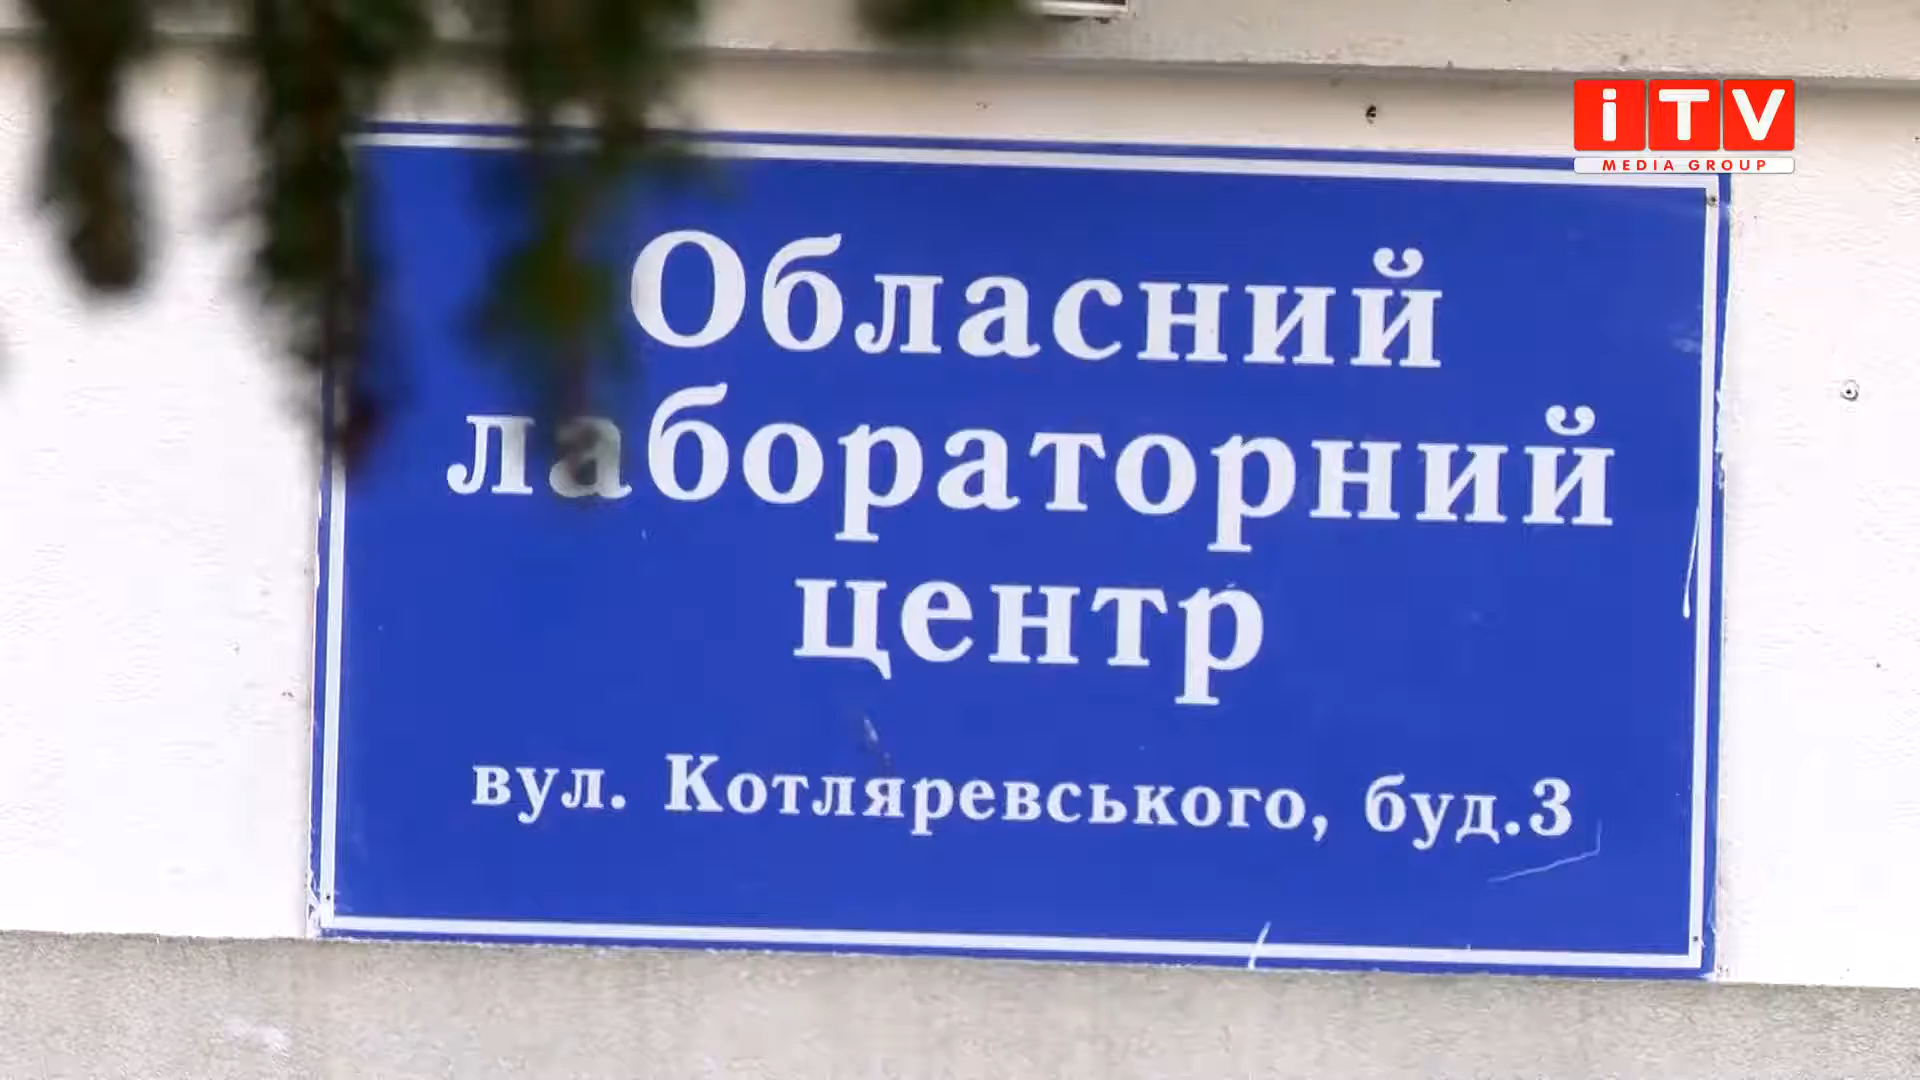 iTV
MEDIA GROUP
Обласний
лабораторний
центр
вул. Котляревського, буд.3